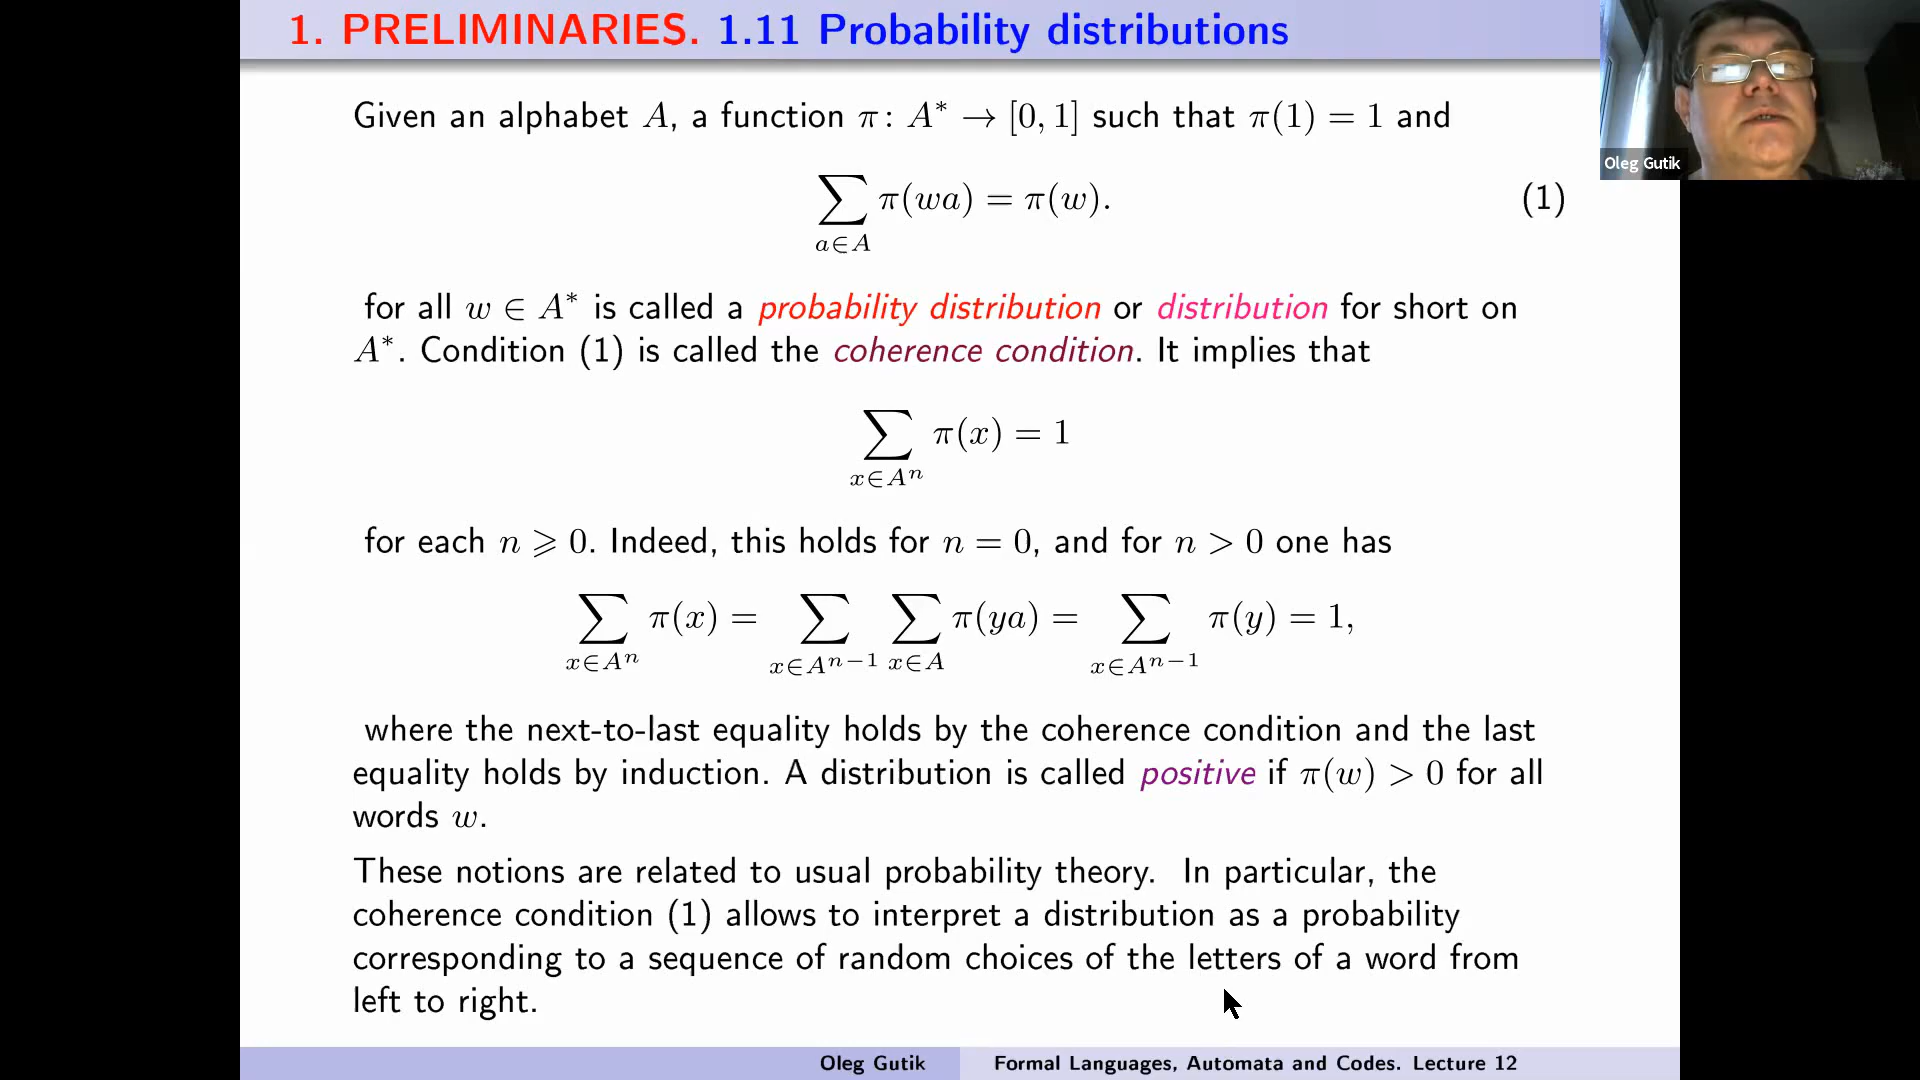 1. PRELIMINARIES. 1.11 Probability distributions
Oleg Gutik
Given an alphabet A, a function π: A* → [0, 1] such that π(1) = 1 and
∑_{a∈A} π(wa) = π(w). (1)
for all w ∈ A* is called a probability distribution or distribution for short on
A*. Condition (1) is called the coherence condition. It implies that
∑_{x∈Aⁿ} π(x) = 1
for each n ⩾ 0. Indeed, this holds for n = 0, and for n > 0 one has
∑_{x∈Aⁿ} π(x) = ∑_{x∈Aⁿ⁻¹} ∑_{x∈A} π(ya) = ∑_{x∈Aⁿ⁻¹} π(y) = 1,
where the next-to-last equality holds by the coherence condition and the last
equality holds by induction. A distribution is called positive if π(w) > 0 for all
words w.
These notions are related to usual probability theory. In particular, the
coherence condition (1) allows to interpret a distribution as a probability
corresponding to a sequence of random choices of the letters of a word from
left to right.
Oleg Gutik Formal Languages, Automata and Codes. Lecture 12